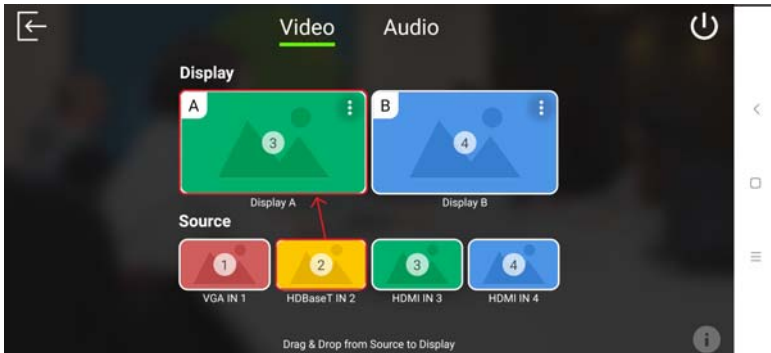 Video
Audio
Display
A
3
B
4
Display A
Display B
Source
1
2
3
4
VGA IN 1
HDBaseT IN 2
HDMI IN 3
HDMI IN 4
Drag & Drop from Source to Display
i